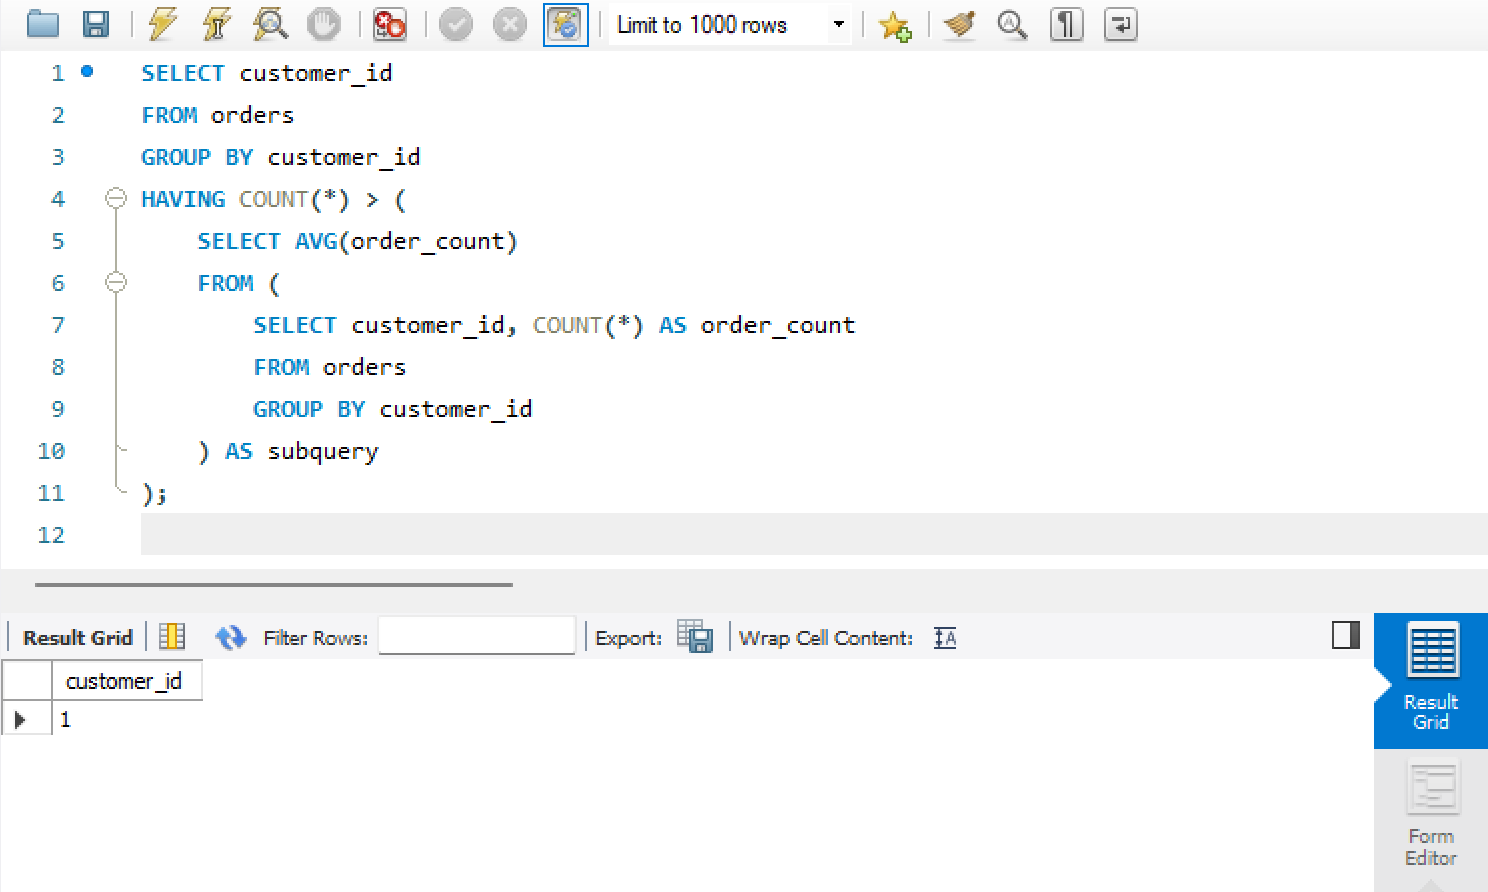 Limit to 1000 rows
1 SELECT customer_id
2 FROM orders
3 GROUP BY customer_id
4 HAVING COUNT(*) > (
5 SELECT AVG(order_count)
6 FROM (
7 SELECT customer_id, COUNT(*) AS order_count
8 FROM orders
9 GROUP BY customer_id
10 ) AS subquery
11 );
12
Result Grid Filter Rows: Export: Wrap Cell Content:
customer_id
1
Result
Grid
Form
Editor